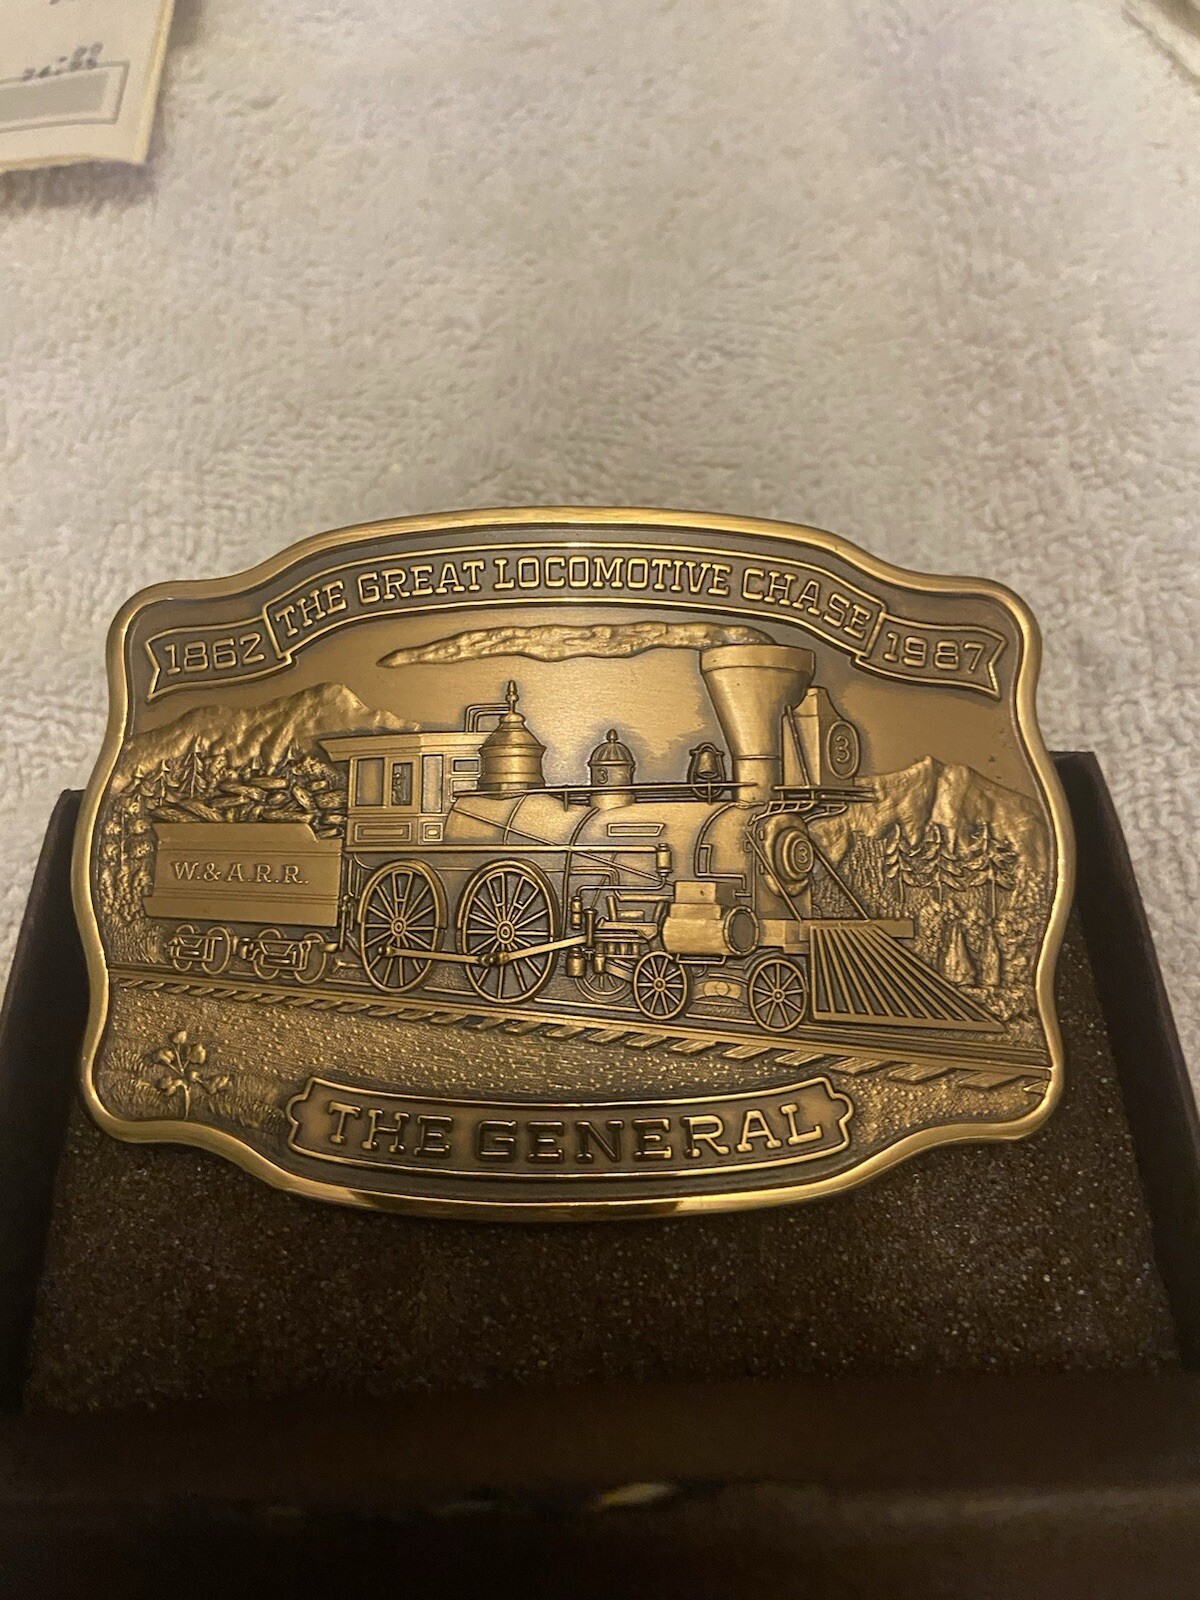 THE GREAT LOCOMOTIVE CHASE
1862 1987
3
3
3
W. & A. R. R.
THE GENERAL